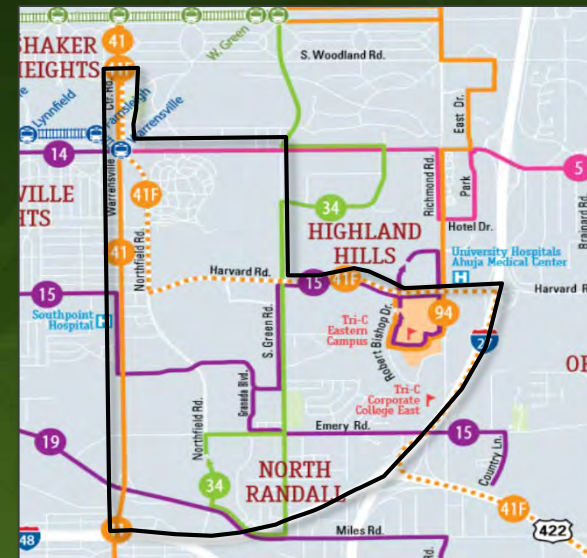 41
SHAKER
HEIGHTS
W. Green
S. Woodland Rd.
Ctr. Rd.
Lynnfield
Farnsleigh
Warrensville
East Dr.
14
Warrensville
41F
34
Richmond Rd.
Park
5
VILLE
HTS
HIGHLAND
HILLS
Hotel Dr.
Brainard Rd.
41
Northfield Rd.
University Hospitals
Ahuja Medical Center
H
Harvard Rd.
15
15
41F
Harvard R
Southpoint
Hospital
H
S. Green Rd.
Tri-C
Eastern
Campus
Robert Bishop Dr.
94
Granada Blvd.
Tri-C
Corporate
College East
Northfield Rd.
Emery Rd.
15
19
Country Ln.
NORTH
RANDALL
34
41F
48
Miles Rd.
422